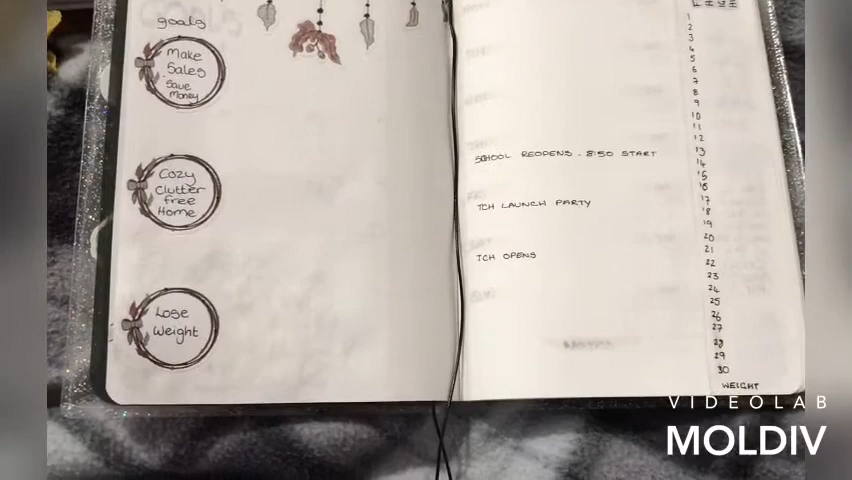 goals
Make
Sales
Save
Money
Cozy
Clutter
free
Home
Lose
Weight
SCHOOL REOPENS - 8:50 START
TCH LAUNCH PARTY
TCH OPENS
1
2
3
4
5
6
7
8
9
10
11
12
13
14
15
16
17
18
19
20
21
22
23
24
25
26
27
28
29
30
WEIGHT
VIDEOLAB
MOLDIV